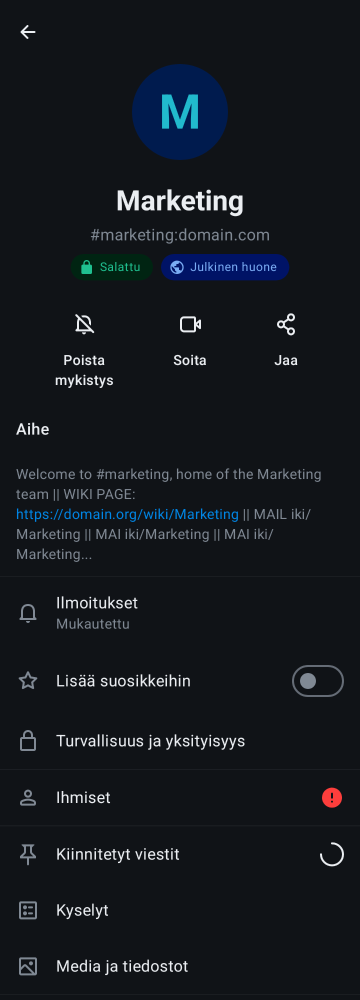 M
Marketing
#marketing:domain.com
Salattu
Julkinen huone
Poista
mykistys
Soita
Jaa
Aihe
Welcome to #marketing, home of the Marketing
team || WIKI PAGE:
https://domain.org/wiki/Marketing || MAIL iki/
Marketing || MAI iki/Marketing || MAI iki/
Marketing...
Ilmoitukset
Mukautettu
Lisää suosikkeihin
Turvallisuus ja yksityisyys
Ihmiset
Kiinnitetyt viestit
Kyselyt
Media ja tiedostot